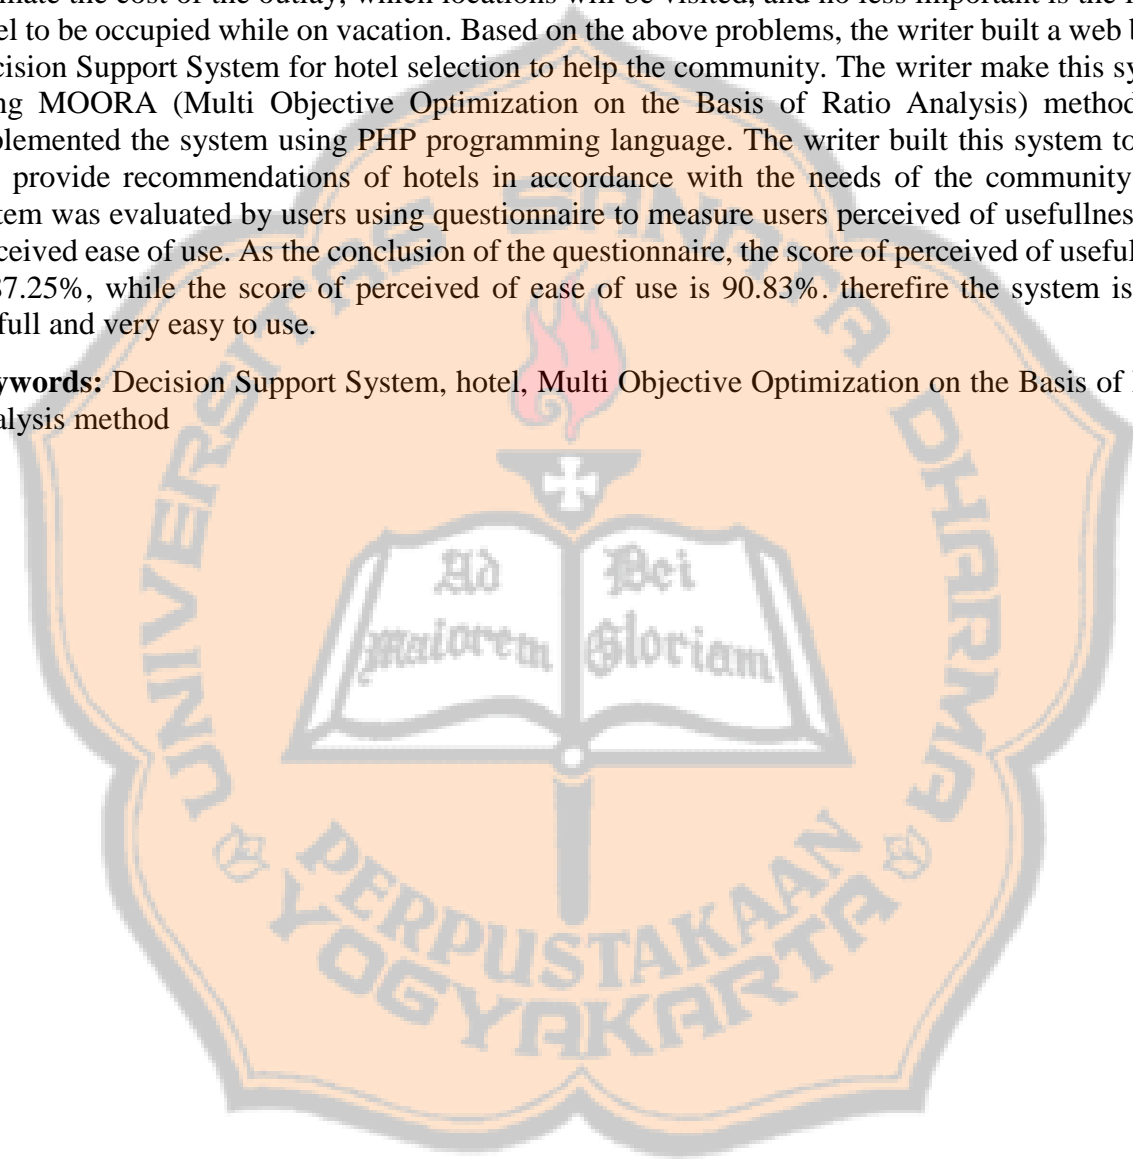 mate the cost of the outlay, which locations will be visited, and no less important is the
el to be occupied while on vacation. Based on the above problems, the writer built a web b
cision Support System for hotel selection to help the community. The writer make this sy
ng MOORA (Multi Objective Optimization on the Basis of Ratio Analysis) method
plemented the system using PHP programming language. The writer built this system to
provide recommendations of hotels in accordance with the needs of the community
tem was evaluated by users using questionnaire to measure users perceived of usefullnes
ceived ease of use. As the conclusion of the questionnaire, the score of perceived of useful
7.25%, while the score of perceived of ease of use is 90.83%. therefire the system is
full and very easy to use.
ywords: Decision Support System, hotel, Multi Objective Optimization on the Basis of
alysis method
UNIVERSITAS SANATA DHARMA
Ad Dei
Maiorem Gloriam
PERPUSTAKAAN
YOGYAKARTA